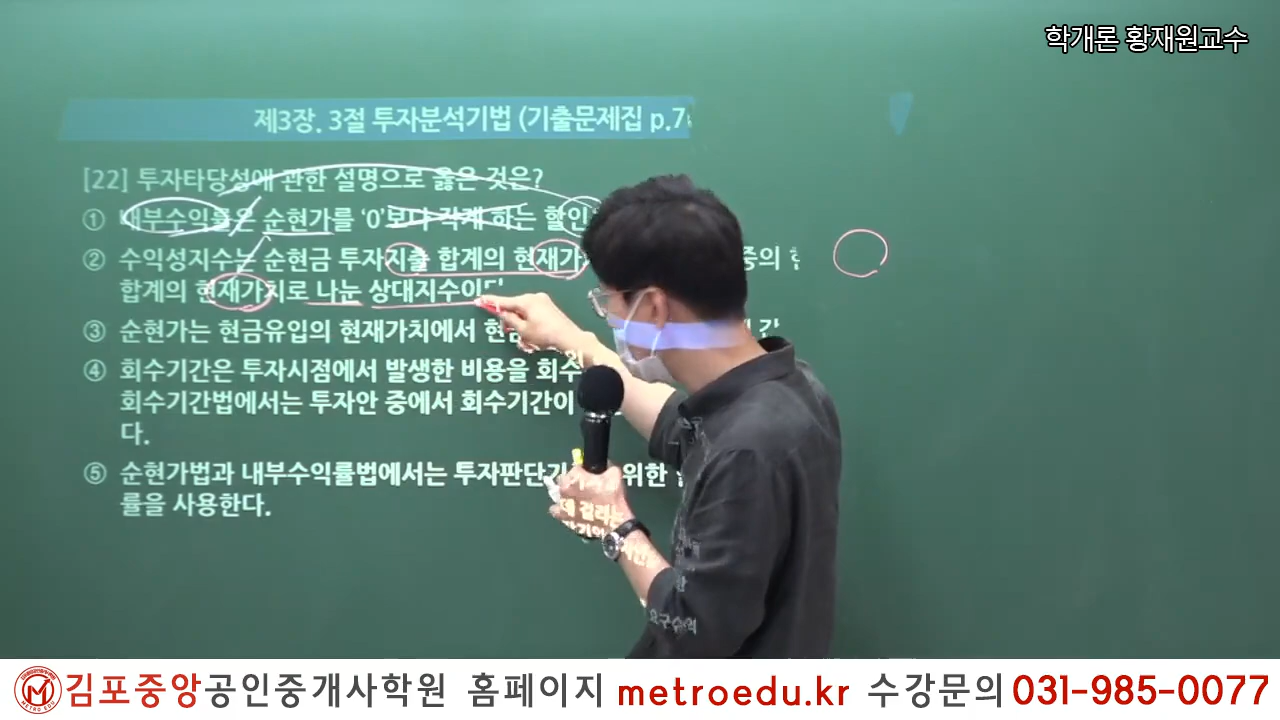 학개론 황재원교수
제3장. 3절 투자분석기법 (기출문제집 p.7
[22] 투자타당성에 관한 설명으로 옳은 것은?
① 내부수익률은 순현가를 '0'보다 작게 하는
② 수익성지수는 순현금 투자지출 합계의 현재가
합계의 현재가치로 나눈 상대지수이다
③ 순현가는 현금유입의 현재가치에서
④ 회수기간은 투자시점에서 발생한 비용을
회수기간법에서는 투자안 중에서 회수기간이
다.
⑤ 순현가법과 내부수익률법에서는 위한
률을 사용한다.
METRO EDU
김포중앙공인중개사학원 홈페이지 metroedu.kr 수강문의 031-985-0077